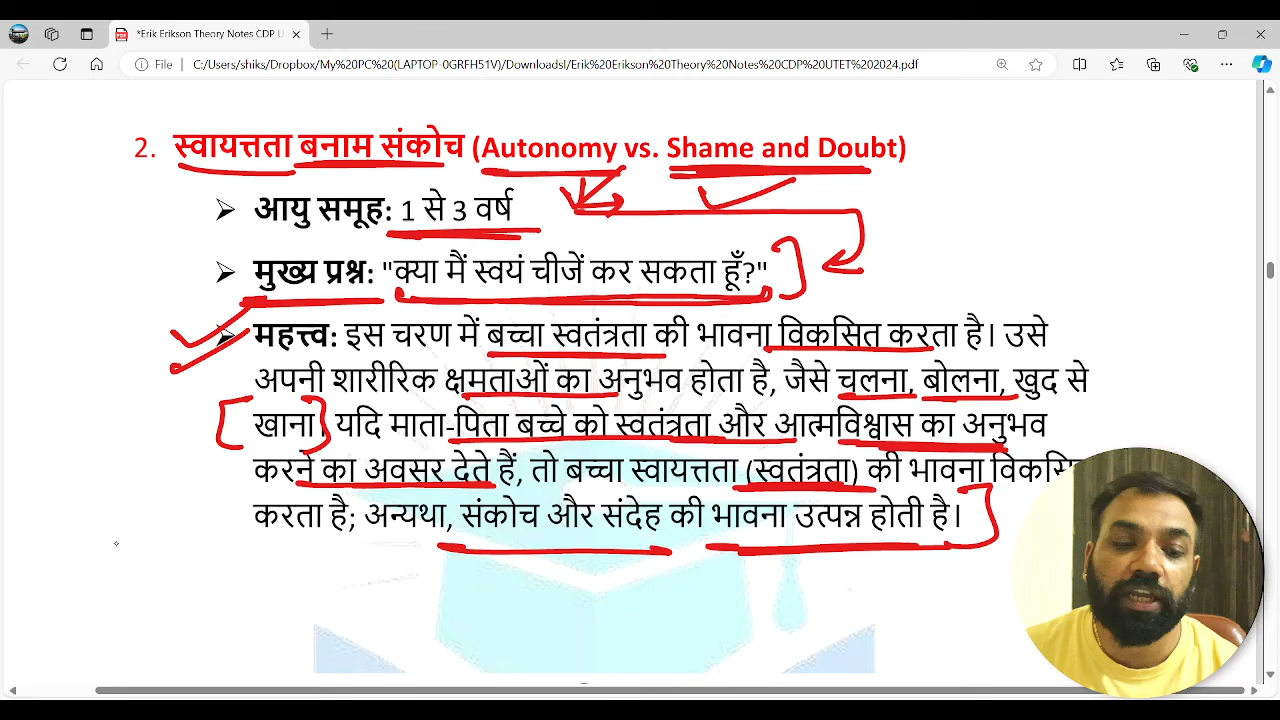 *Erik Erikson Theory Notes CDP U
File
C:/Users/shiks/Dropbox/My%20PC%20(LAPTOP-0GRFH51V)/Downloads/Erik%20Erikson%20Theory%20Notes%20CDP%20UTET%202024.pdf
2. स्वायत्तता बनाम संकोच (Autonomy vs. Shame and Doubt)
➢ आयु समूह: 1 से 3 वर्ष
➢ मुख्य प्रश्न: "क्या मैं स्वयं चीजें कर सकता हूँ?"
➢ महत्त्व: इस चरण में बच्चा स्वतंत्रता की भावना विकसित करता है। उसे
अपनी शारीरिक क्षमताओं का अनुभव होता है, जैसे चलना, बोलना, खुद से
खाना। यदि माता-पिता बच्चे को स्वतंत्रता और आत्मविश्वास का अनुभव
करने का अवसर देते हैं, तो बच्चा स्वायत्तता (स्वतंत्रता) की भावना
करता है; अन्यथा, संकोच और संदेह की भावना उत्पन्न होती है।